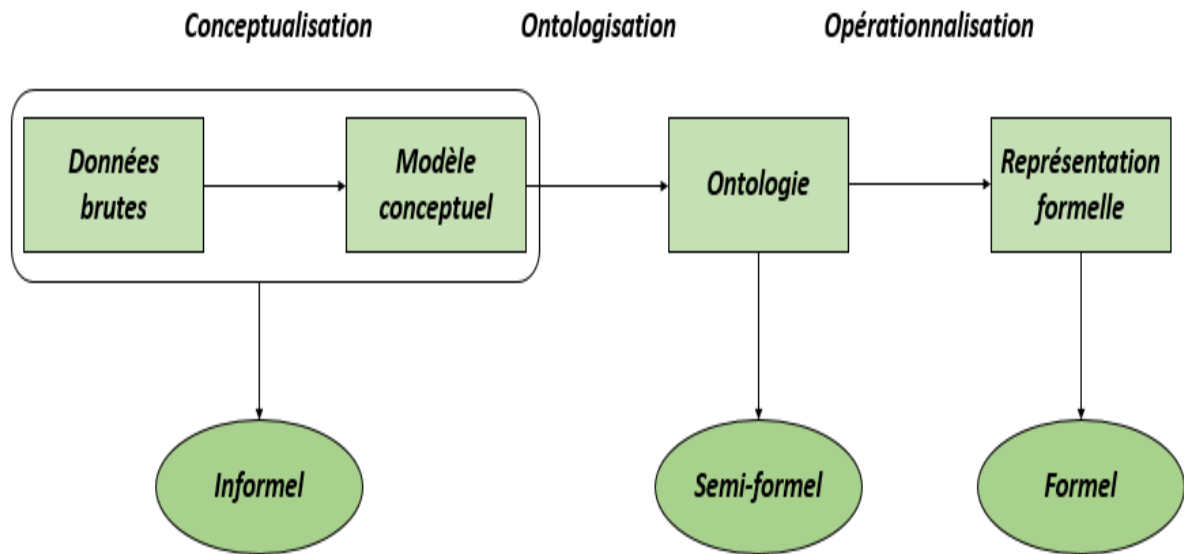 Conceptualisation Ontologisation Opérationnalisation
Données
brutes
Modèle
conceptuel
Ontologie
Représentation
formelle
Informel
Semi-formel
Formel